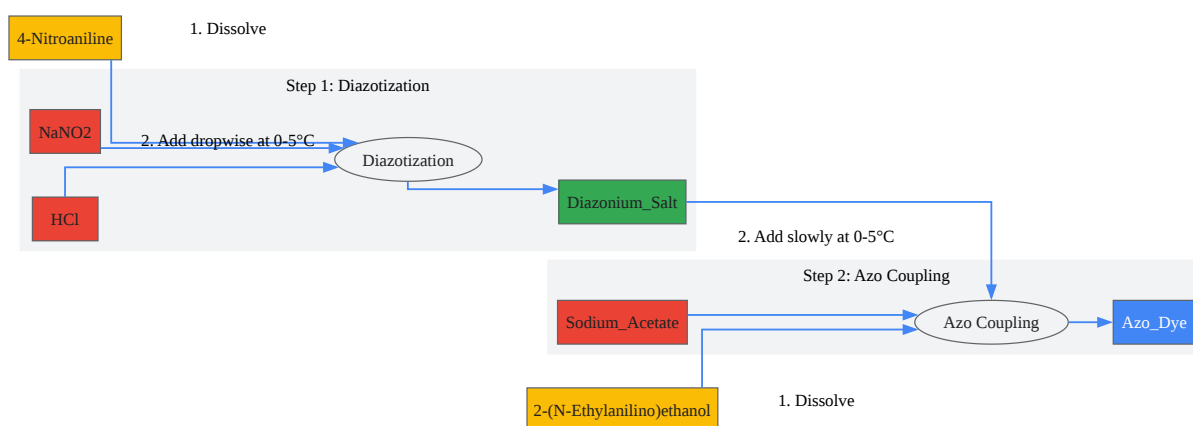 1. Dissolve
4-Nitroaniline
Step 1: Diazotization
NaNO2
2. Add dropwise at 0-5°C
Diazotization
HCl
Diazonium_Salt
2. Add slowly at 0-5°C
Step 2: Azo Coupling
Sodium_Acetate
Azo Coupling
Azo_Dye
1. Dissolve
2-(N-Ethylanilino)ethanol